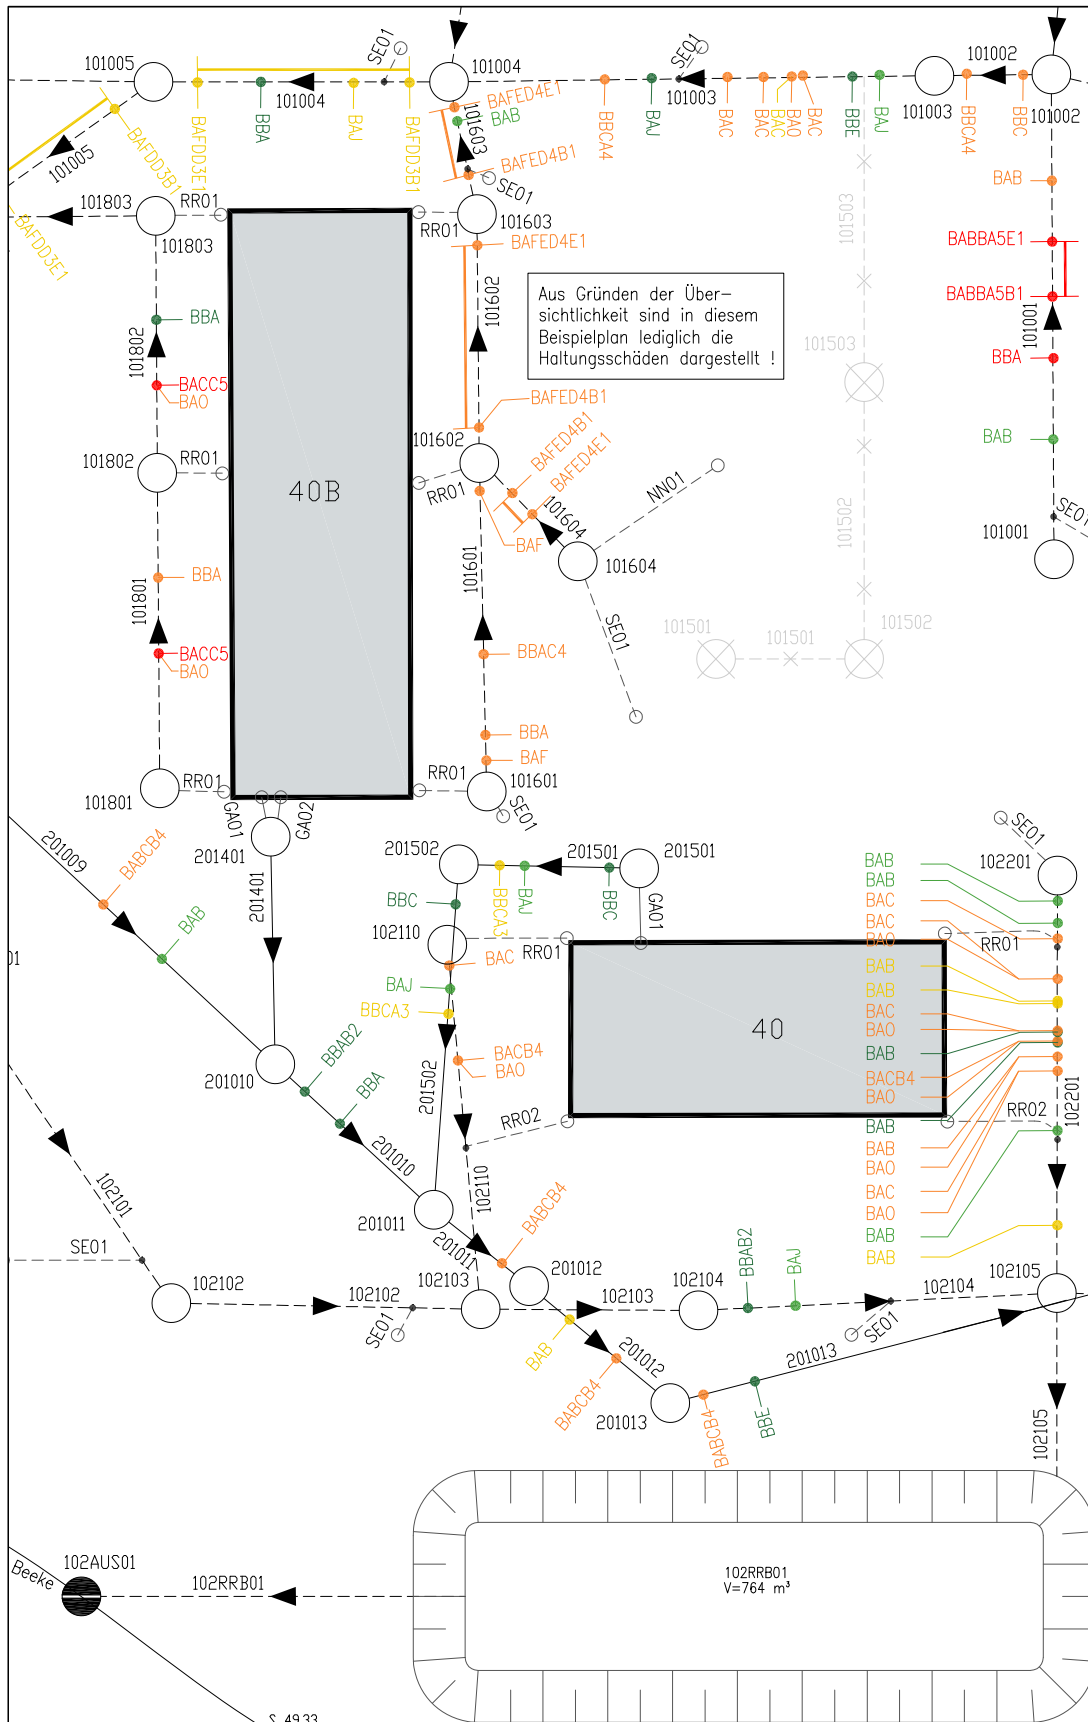 SE01
SE01
101005
101004
101004
101003
101003
101002
101002
BAFDD3E1
BBA
BAJ
BAFDD3B1
BAFED4E1
BAB
101603
BAFED4B1
SE01
BBCA4
BAJ
BAC
BAC
BAC
BAO
BAC
BBE
BAJ
BBCA4
BBC
BAFDD3B1
101005
BAFDD3E1
101803
101803
RR01
RR01
101603
BAFED4E1
101602
BAB
BABBA5E1
BABBA5B1
101001
BBA
BAB
SE01
101001
101503
101503
101502
101501
101501
101502
Aus Gründen der Über-
sichtlichkeit sind in diesem
Beispielplan lediglich die
Haltungsschäden dargestellt !
BBA
101802
BACC5
BAO
101802
RR01
40B
BAFED4B1
101602
RR01
BAFED4B1
BAFED4E1
101604
NN01
BAF
101604
SE01
101601
BBA
101801
BACC5
BAO
BBAC4
BBA
BAF
RR01
101801
RR01
101601
SE01
GA01
GA02
201401
201401
201009
BABCB4
BAB
01
201502
201501
201501
BBCA3
BAJ
BBC
GA01
BBC
102110
RR01
BAC
BAJ
BBCA3
BACB4
BAO
201502
102110
RR02
40
SE01
102201
BAB
BAB
BAC
BAC
BAO
RR01
BAB
BAB
BAC
BAO
BAB
BACB4
BAO
RR02
BAB
BAB
BAO
BAC
BAO
BAB
BAB
102201
201010
BBAB2
BBA
201010
201011
201011
BABCB4
102101
SE01
102102
102102
SE01
102103
201012
102103
102104
BBAB2
BAJ
102104
SE01
102105
BAB
BABCB4
201012
201013
201013
BABCB4
BBE
102105
102AUS01
Beeke
102RRB01
102RRB01
V=764 m³
S 49.33